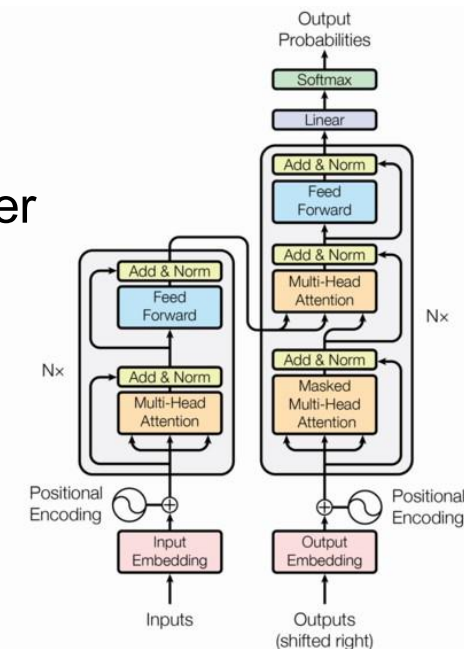 Output
Probabilities
Softmax
Linear
Add & Norm
Feed
Forward
Add & Norm
Multi-Head
Attention
Add & Norm
Masked
Multi-Head
Attention
Nx
er
Add & Norm
Feed
Forward
Add & Norm
Multi-Head
Attention
N×
Positional
Encoding
Positional
Encoding
Input
Embedding
Output
Embedding
Inputs
Outputs
(shifted right)